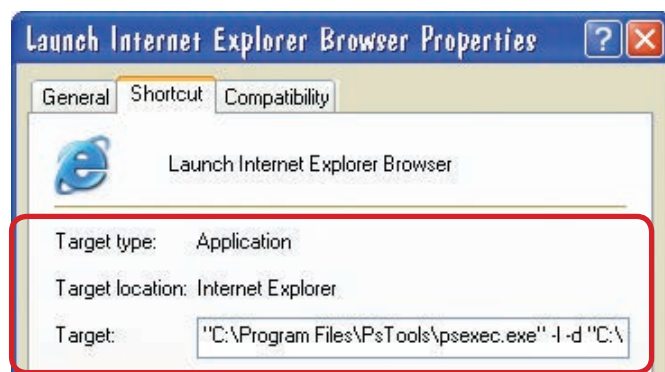 Launch Internet Explorer Browser Properties
General Shortcut Compatibility
Launch Internet Explorer Browser
Target type: Application
Target location: Internet Explorer
Target: "C:\Program Files\PsTools\psexec.exe" -l -d "C:\